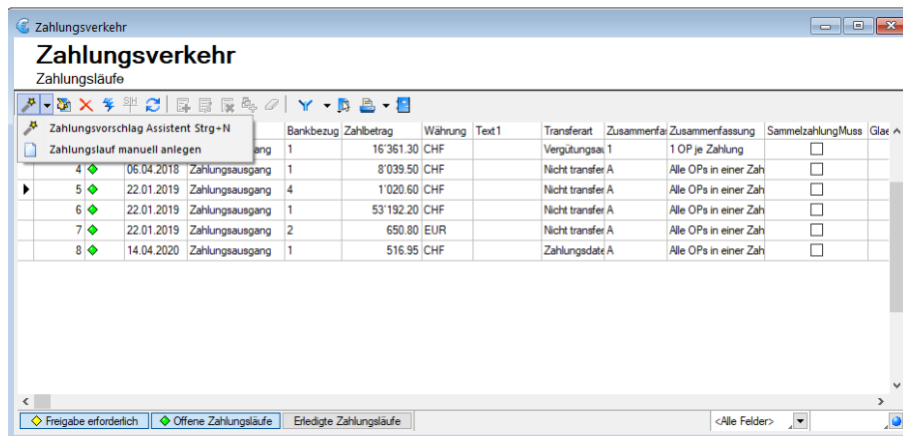 Zahlungsverkehr
Zahlungsverkehr
Zahlungsläufe
Zahlungsvorschlag Assistent Strg+N
Zahlungslauf manuell anlegen
Bankbezug Zahlbetrag Währung Text1 Transferart Zusammenfas Zusammenfassung SammelzahlungMuss Glae
ang 1 16'361.30 CHF Vergütungsau 1 1 OP je Zahlung
4 06.04.2018 Zahlungsausgang 1 8'039.50 CHF Nicht transfer A Alle OPs in einer Zah
5 22.01.2019 Zahlungsausgang 4 1'020.60 CHF Nicht transfer A Alle OPs in einer Zah
6 22.01.2019 Zahlungsausgang 1 53'192.20 CHF Nicht transfer A Alle OPs in einer Zah
7 22.01.2019 Zahlungsausgang 2 650.80 EUR Nicht transfer A Alle OPs in einer Zah
8 14.04.2020 Zahlungsausgang 1 516.95 CHF Zahlungsdate A Alle OPs in einer Zah
Freigabe erforderlich Offene Zahlungsläufe Erledigte Zahlungsläufe <Alle Felder>